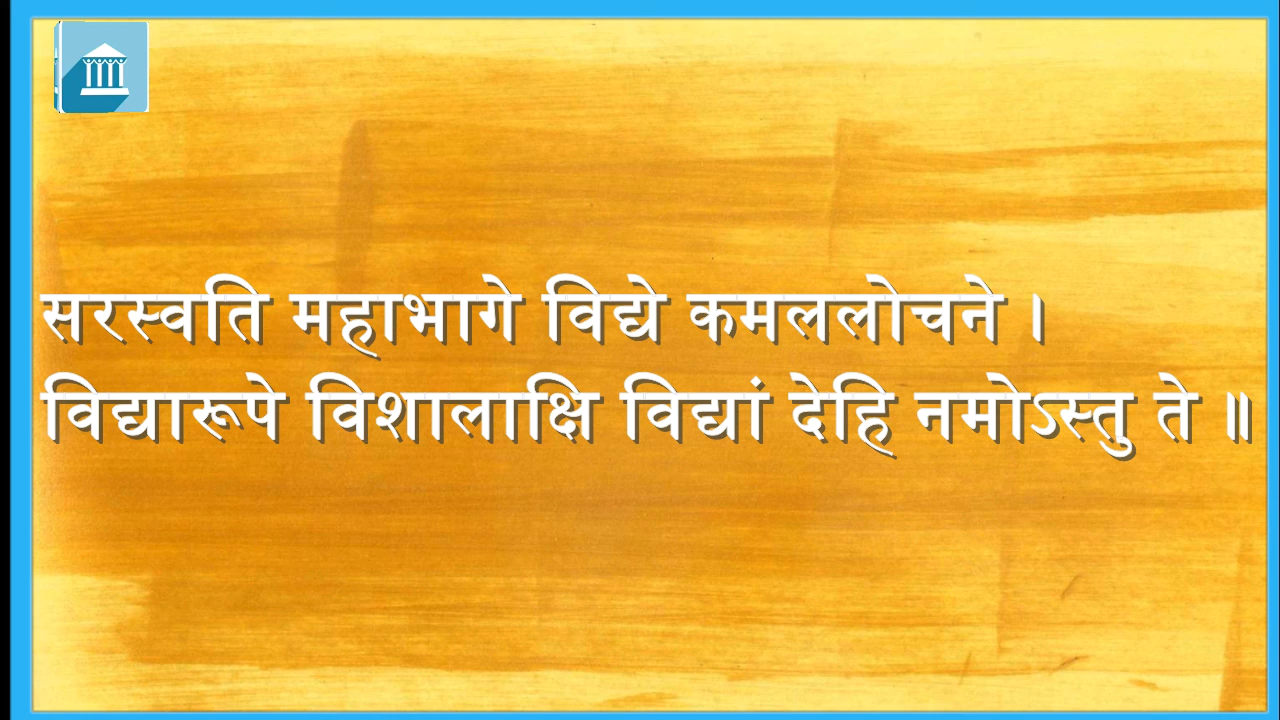 सरस्वति महाभागे विद्ये कमललोचने ।
विद्यारूपे विशालाक्षि विद्यां देहि नमोऽस्तु ते ॥